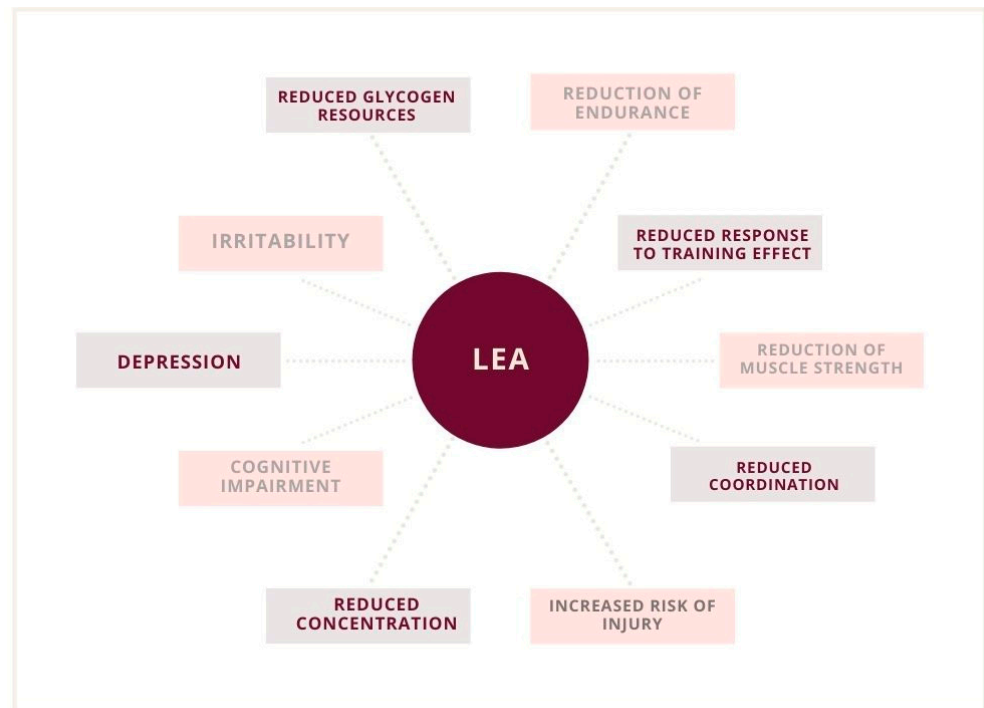 REDUCED GLYCOGEN
RESOURCES
REDUCTION OF
ENDURANCE
IRRITABILITY
REDUCED RESPONSE
TO TRAINING EFFECT
DEPRESSION
LEA
REDUCTION OF
MUSCLE STRENGTH
COGNITIVE
IMPAIRMENT
REDUCED
COORDINATION
REDUCED
CONCENTRATION
INCREASED RISK OF
INJURY